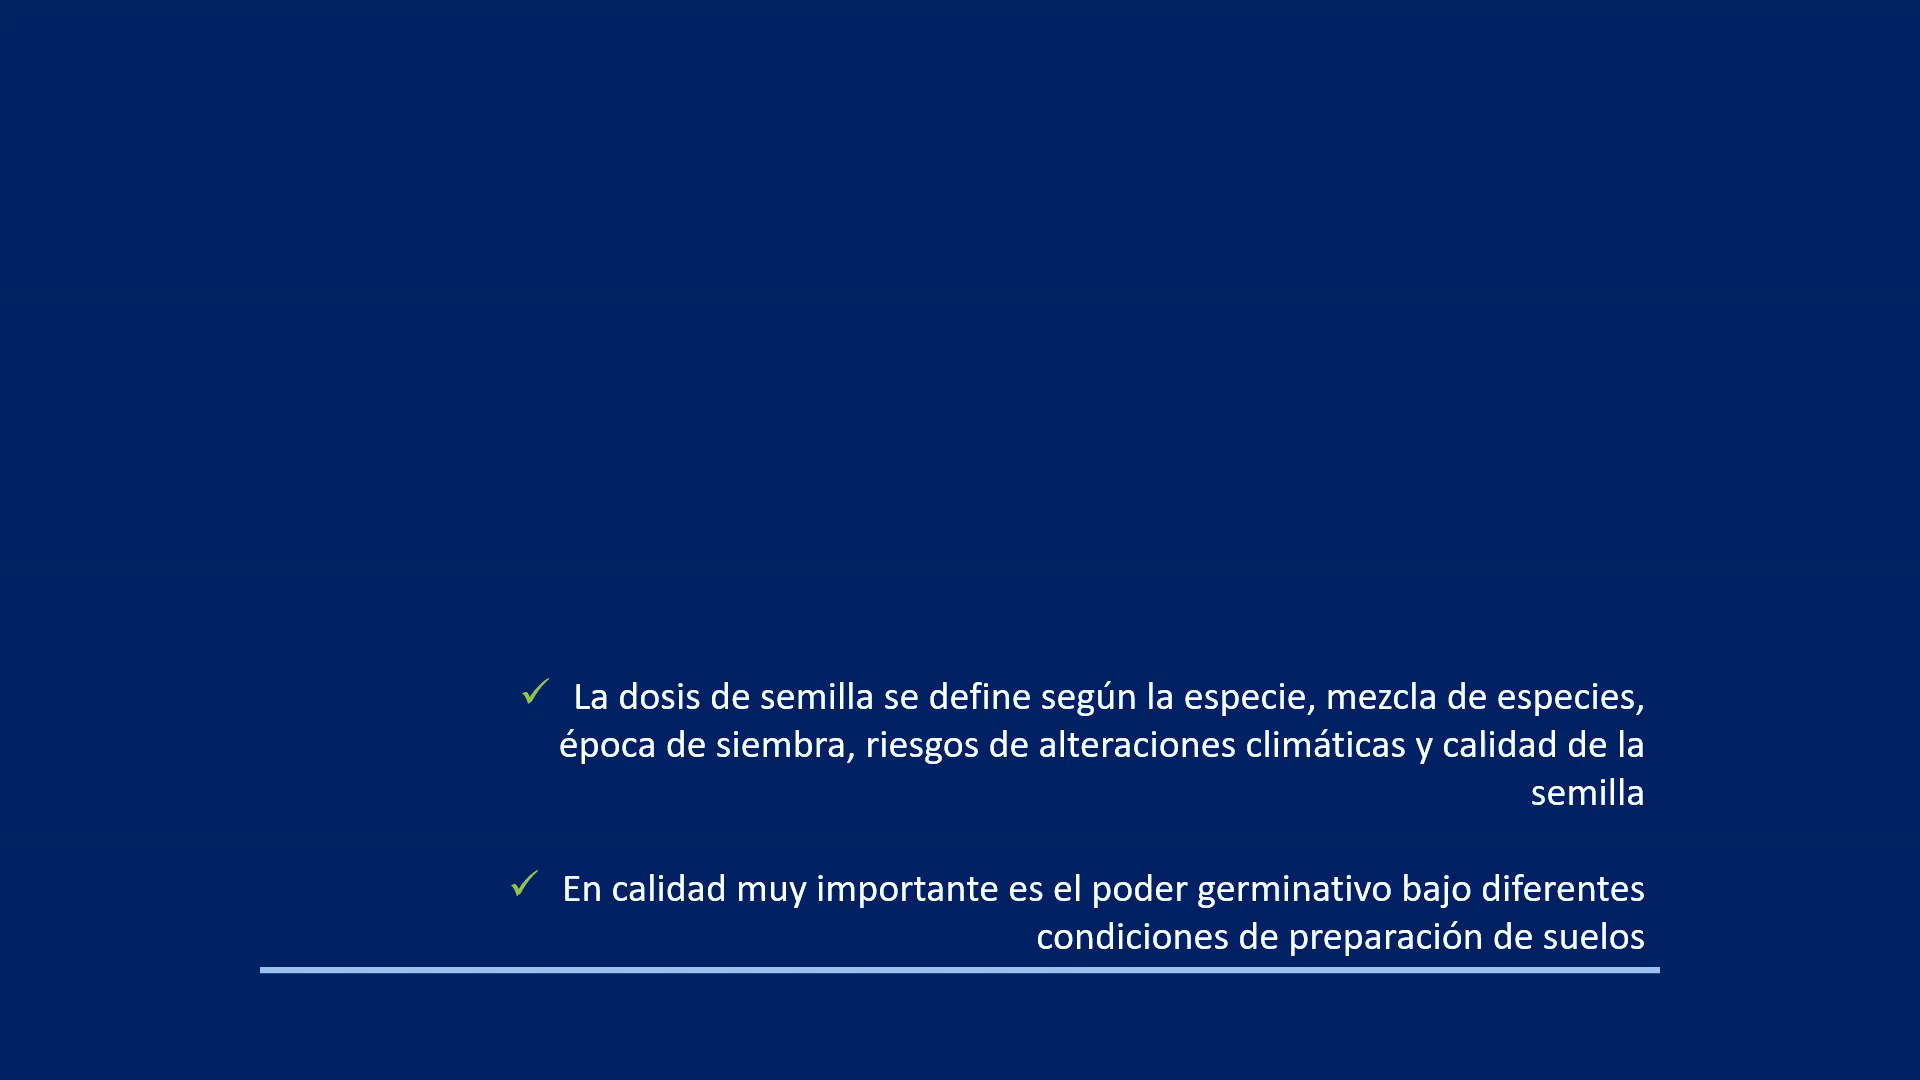 ✓ La dosis de semilla se define según la especie, mezcla de especies,
época de siembra, riesgos de alteraciones climáticas y calidad de la
semilla
✓ En calidad muy importante es el poder germinativo bajo diferentes
condiciones de preparación de suelos